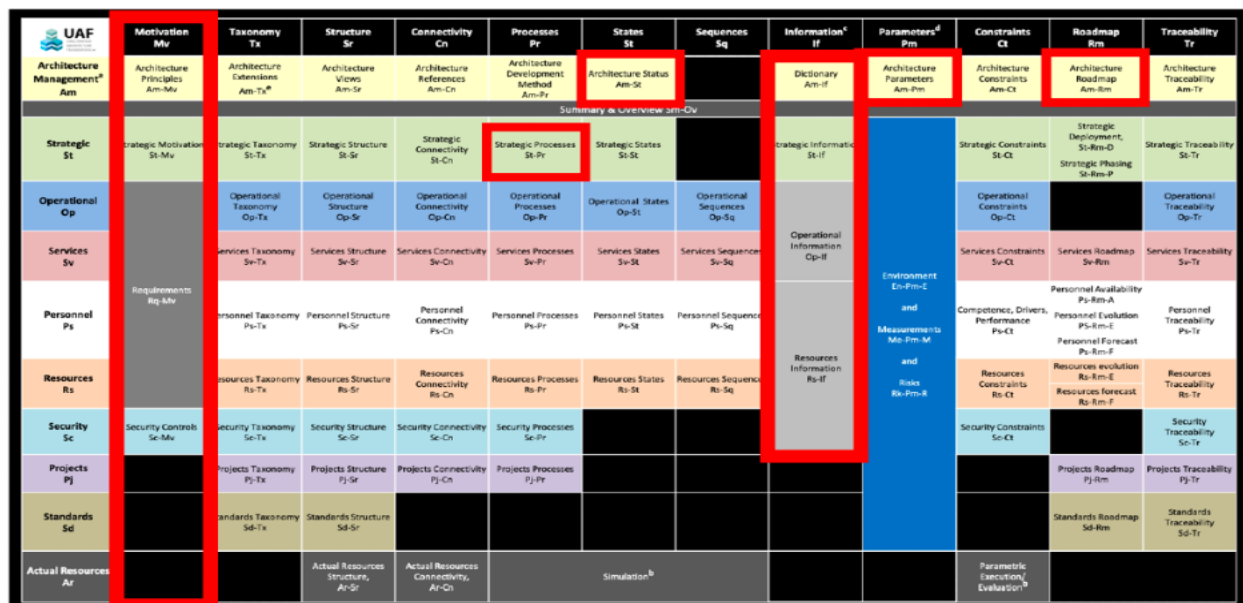 UAF
Motivation Mv
Taxonomy Tx
Structure Sr
Connectivity Cn
Processes Pr
States St
Sequences Sq
Informationᶜ If
Parametersᵈ Pm
Constraints Ct
Roadmap Rm
Traceability Tr
Architecture Managementᵃ Am
Architecture Principles Am-Mv
Architecture Extensions Am-Txᵉ
Architecture Views Am-Sr
Architecture References Am-Cn
Architecture Development Method Am-Pr
Architecture Status Am-St
Dictionary Am-If
Architecture Parameters Am-Pm
Architecture Constraints Am-Ct
Architecture Roadmap Am-Rm
Architecture Traceability Am-Tr
Summary & Overview Sm-Ov
Strategic St
trategic Motivation St-Mv
trategic Taxonomy St-Tx
Strategic Structure St-Sr
Strategic Connectivity St-Cn
Strategic Processes St-Pr
Strategic States St-St
trategic Informatic St-If
Strategic Constraints St-Ct
Strategic Deployment, St-Rm-D
Strategic Phasing St-Rm-P
Strategic Traceability St-Tr
Operational Op
Requirements Rq-Mv
Operational Taxonomy Op-Tx
Operational Structure Op-Sr
Operational Connectivity Op-Cn
Operational Processes Op-Pr
Operational States Op-St
Operational Sequences Op-Sq
Operational Information Op-If
Environment En-Pm-E
and
Measurements Me-Pm-M
and
Risks Rk-Pm-R
Operational Constraints Op-Ct
Operational Traceability Op-Tr
Services Sv
ervices Taxonomy Sv-Tx
Services Structure Sv-Sr
Services Connectivity Sv-Cn
Services Processes Sv-Pr
Services States Sv-St
Services Sequences Sv-Sq
Services Constraints Sv-Ct
Services Roadmap Sv-Rm
Services Traceability Sv-Tr
Personnel Ps
ersonnel Taxonomy Ps-Tx
Personnel Structure Ps-Sr
Personnel Connectivity Ps-Cn
Personnel Processes Ps-Pr
Personnel States Ps-St
Personnel Sequence Ps-Sq
Resources Information Rs-If
Competence, Drivers, Performance Ps-Ct
Personnel Availability Ps-Rm-A
Personnel Evolution PS-Rm-E
Personnel Forecast Ps-Rm-F
Personnel Traceability Ps-Tr
Resources Rs
esources Taxonomy Rs-Tx
Resources Structure Rs-Sr
Resources Connectivity Rs-Cn
Resources Processes Rs-Pr
Resources States Rs-St
Resources Sequence Rs-Sq
Resources Constraints Rs-Ct
Resources evolution Rs-Rm-E
Resources forecast Rs-Rm-F
Resources Traceability Rs-Tr
Security Sc
Security Controls Sc-Mv
ecurity Taxonomy Sc-Tx
Security Structure Sc-Sr
Security Connectivity Sc-Cn
Security Processes Sc-Pr
Security Constraints Sc-Ct
Security Traceability Sc-Tr
Projects Pj
rojects Taxonomy Pj-Tx
Projects Structure Pj-Sr
Projects Connectivity Pj-Cn
Projects Processes Pj-Pr
Projects Roadmap Pj-Rm
Projects Traceability Pj-Tr
Standards Sd
tandards Taxonomy Sd-Tx
Standards Structure Sd-Sr
Standards Roadmap Sd-Rm
Standards Traceability Sd-Tr
Actual Resources Ar
Actual Resources Structure, Ar-Sr
Actual Resources Connectivity, Ar-Cn
Simulationᵇ
Parametric Execution/ Evaluationᵇ